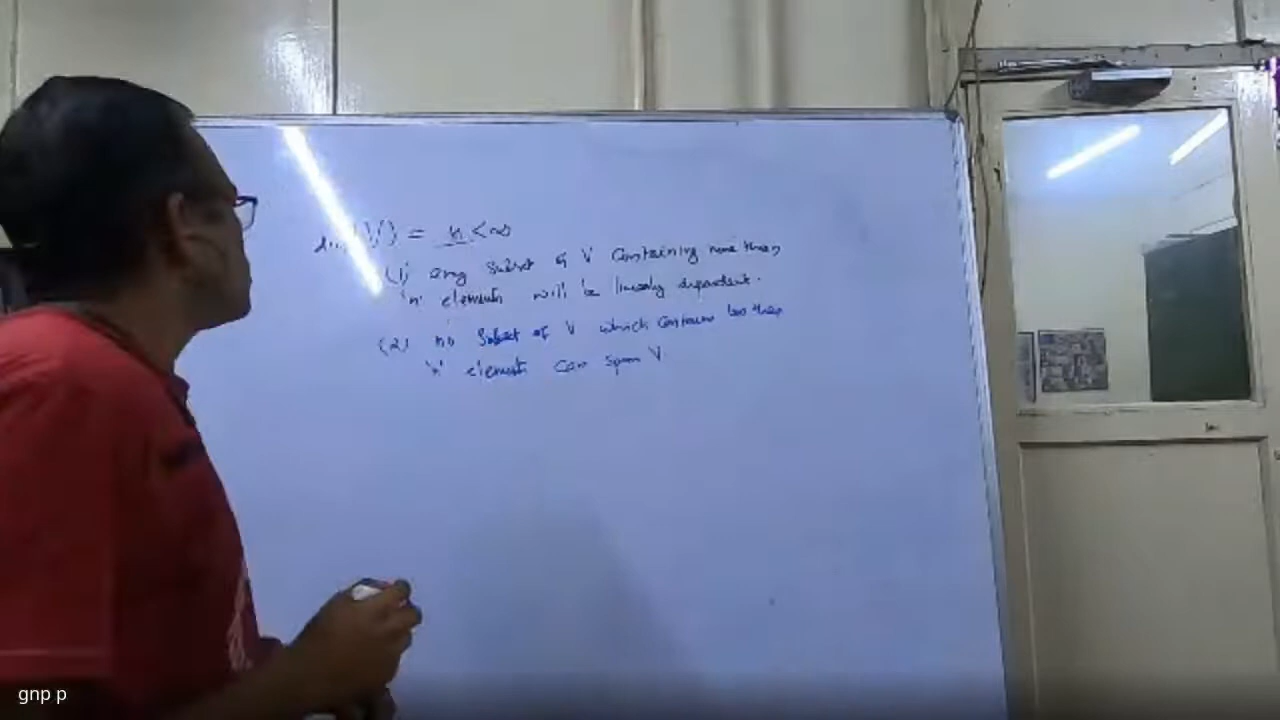 dim(V) = n < ∞
(1) any subset of V containing more than
'n' elements will be linearly dependent.
(2) no subset of V which contains less than
'n' elements can span V
gnp p